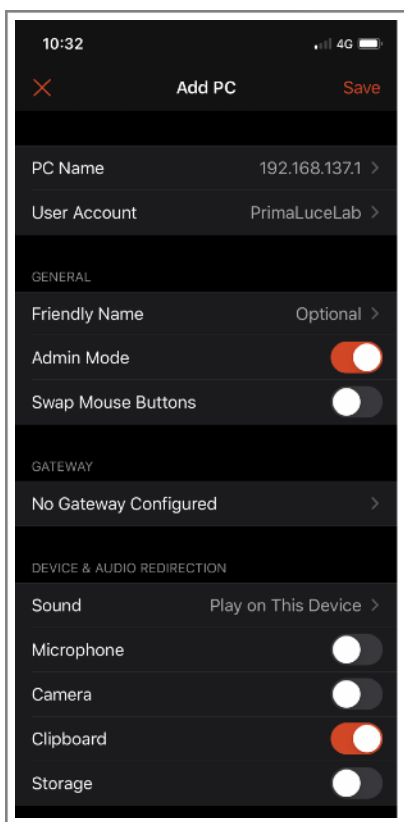 10:32 4G
Add PC Save
PC Name 192.168.137.1
User Account PrimaLuceLab
GENERAL
Friendly Name Optional
Admin Mode
Swap Mouse Buttons
GATEWAY
No Gateway Configured
DEVICE & AUDIO REDIRECTION
Sound Play on This Device
Microphone
Camera
Clipboard
Storage